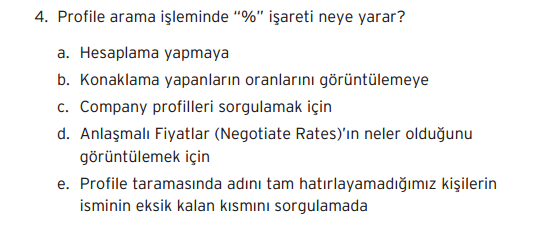 4. Profile arama işleminde “%” işareti neye yarar?
a. Hesaplama yapmaya
b. Konaklama yapanların oranlarını görüntülemeye
c. Company profilleri sorgulamak için
d. Anlaşmalı Fiyatlar (Negotiate Rates)’ın neler olduğunu
görüntülemek için
e. Profile taramasında adını tam hatırlayamadığımız kişilerin
isminin eksik kalan kısmını sorgulamada